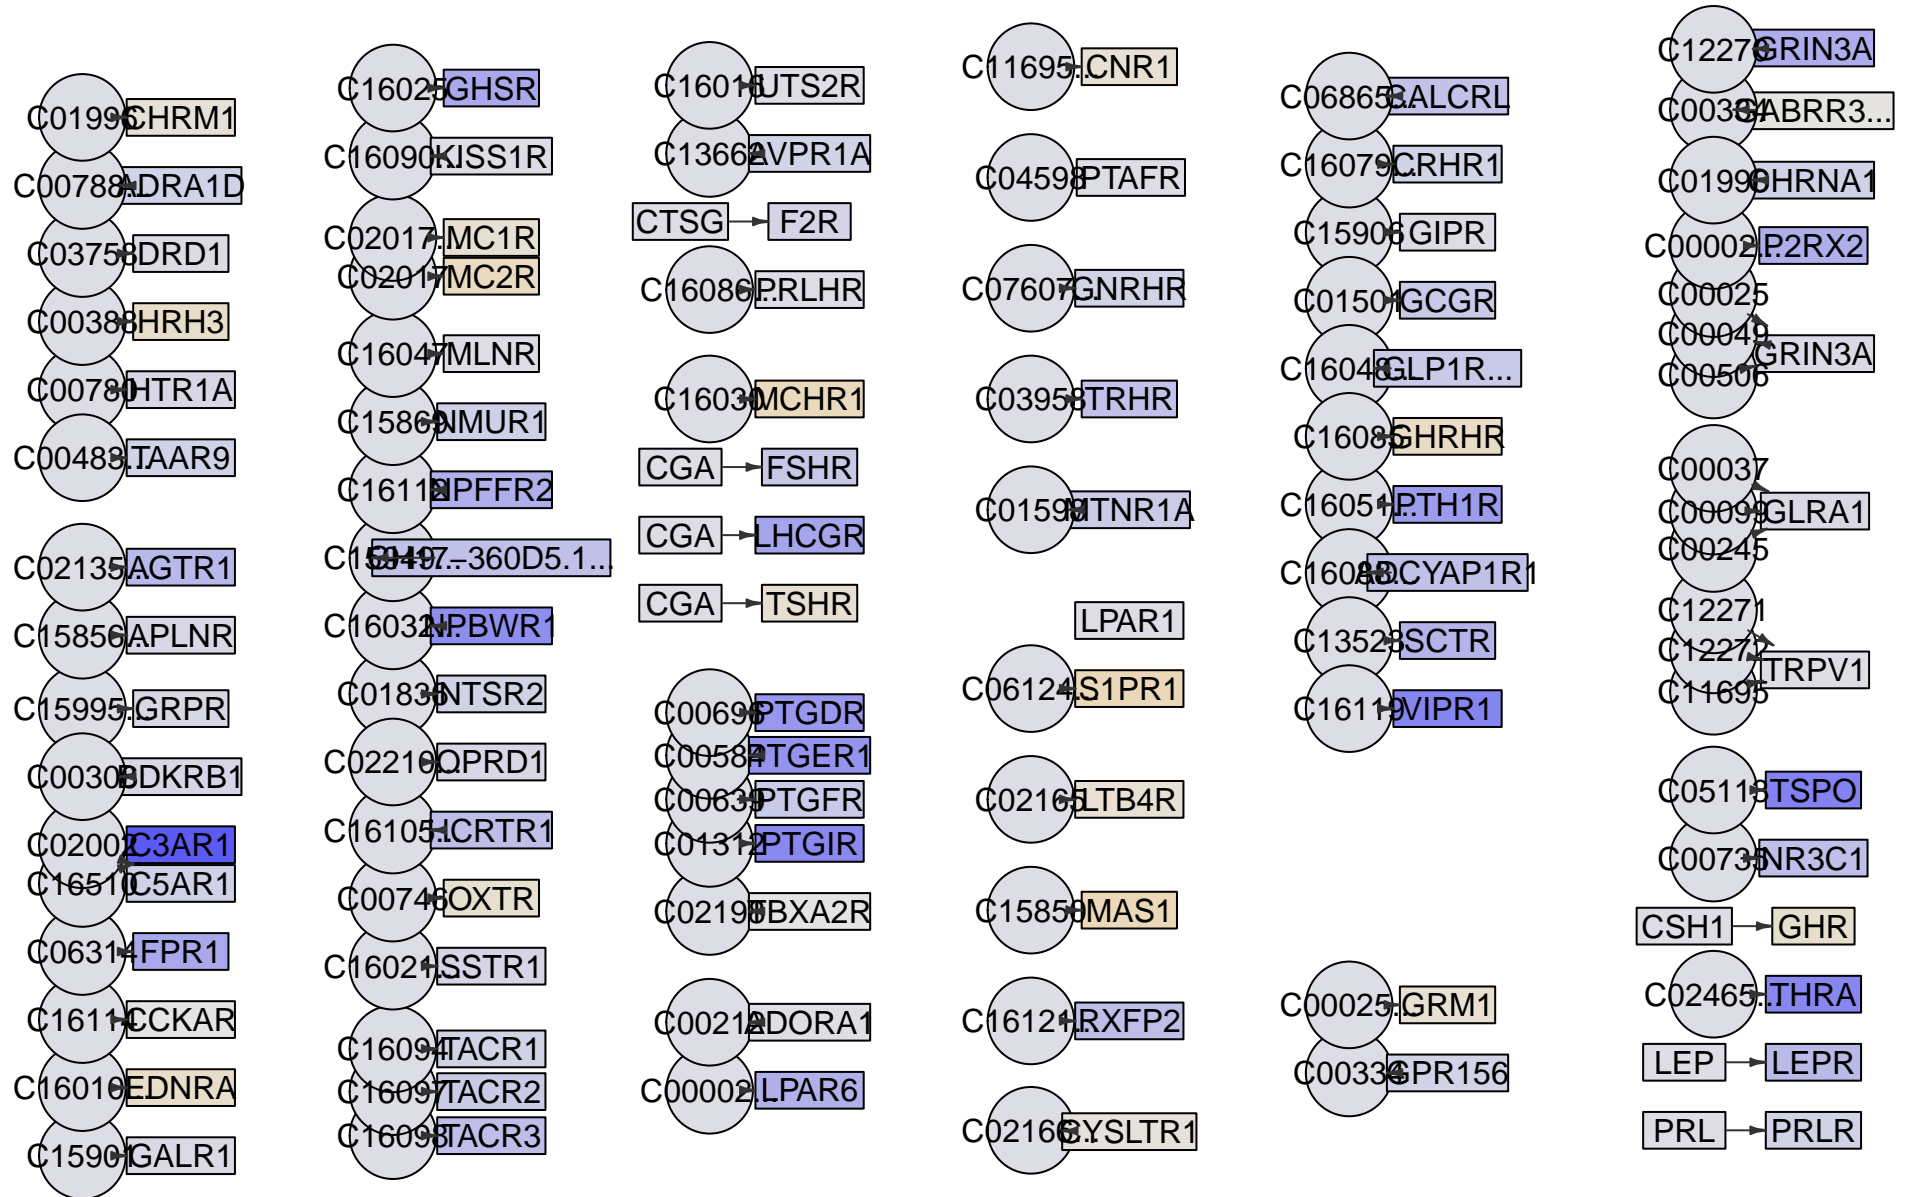 C01996 CHRM1
C00788... ADRA1D
C03758 DRD1
C00388 HRH3
C00780 HTR1A
C00483... TAAR9
C02135... AGTR1
C15856... APLNR
C15995... GRPR
C00306 BDKRB1
C02002 C3AR1
C16510 C5AR1
C06314 FPR1
C16114 CCKAR
C16010... EDNRA
C15901 GALR1
C16025 GHSR
C16090... KISS1R
C02017... MC1R
C02017 MC2R
C16047 MLNR
C15869 NMUR1
C16118 NPFFR2
–360D5.1...
C16032... NPBWR1
C01836 NTSR2
C02210... OPRD1
C16105... HCRTR1
C00746 OXTR
C16021... SSTR1
C16094 TACR1
C16097 TACR2
C16098 TACR3
C16016 UTS2R
C13662 AVPR1A
CTSG F2R
C16086... PRLHR
C16030 MCHR1
CGA FSHR
CGA LHCGR
CGA TSHR
C00696 PTGDR
C00584 PTGER1
C00639 PTGFR
C01312 PTGIR
C02198 TBXA2R
C00212 ADORA1
C00002... LPAR6
C11695... CNR1
C04598 PTAFR
C07607... GNRHR
C03958 TRHR
C01598 MTNR1A
LPAR1
C06124... S1PR1
C02165 LTB4R
C15850 MAS1
C16121... RXFP2
C02166... CYSLTR1
C06865... CALCRL
C16079... CRHR1
C15906 GIPR
C01501 GCGR
C16048... GLP1R...
C16085 GHRHR
C16051... PTH1R
ADCYAP1R1
C13523 SCTR
C16119 VIPR1
C00025... GRM1
C00334 GPR156
C12270 GRIN3A
C00334 GABRR3...
C01996 CHRNA1
C00002... P2RX2
C00025
C00049 GRIN3A
C00506
C00037
C00099 GLRA1
C00245
C12271
C12272 TRPV1
C11695
C05113 TSPO
C00735 NR3C1
CSH1 GHR
C02465... THRA
LEP LEPR
PRL PRLR